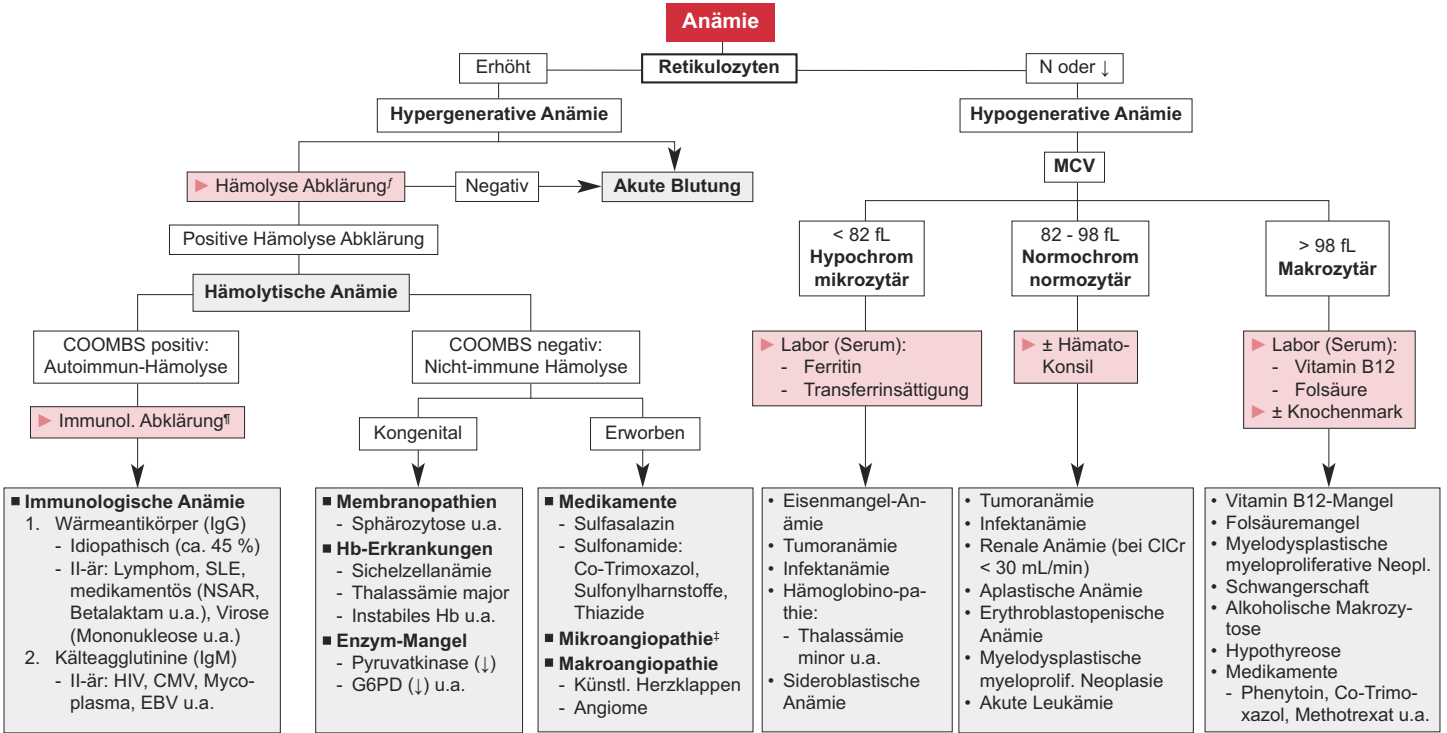 Anämie
Retikulozyten
Erhöht
N oder ↓
Hypergenerative Anämie
Hypogenerative Anämie
MCV
► Hämolyse Abklärungᶠ
Negativ
Akute Blutung
Positive Hämolyse Abklärung
Hämolytische Anämie
COOMBS positiv:
Autoimmun-Hämolyse
COOMBS negativ:
Nicht-immune Hämolyse
► Immunol. Abklärung¶
Kongenital
Erworben
< 82 fL
Hypochrom
mikrozytär
82 - 98 fL
Normochrom
normozytär
> 98 fL
Makrozytär
► Labor (Serum):
- Ferritin
- Transferrinsättigung
► ± Hämato-
Konsil
► Labor (Serum):
- Vitamin B12
- Folsäure
► ± Knochenmark
■ Immunologische Anämie
1. Wärmeantikörper (IgG)
- Idiopathisch (ca. 45 %)
- II-är: Lymphom, SLE,
medikamentös (NSAR,
Betalaktam u.a.), Virose
(Mononukleose u.a.)
2. Kälteagglutinine (IgM)
- II-är: HIV, CMV, Myco-
plasma, EBV u.a.
■ Membranopathien
- Sphärozytose u.a.
■ Hb-Erkrankungen
- Sichelzellanämie
- Thalassämie major
- Instabiles Hb u.a.
■ Enzym-Mangel
- Pyruvatkinase (↓)
- G6PD (↓) u.a.
■ Medikamente
- Sulfasalazin
- Sulfonamide:
Co-Trimoxazol,
Sulfonylharnstoffe,
Thiazide
■ Mikroangiopathie‡
■ Makroangiopathie
- Künstl. Herzklappen
- Angiome
• Eisenmangel-An-
ämie
• Tumoranämie
• Infektanämie
• Hämoglobino-pa-
thie:
- Thalassämie
minor u.a.
• Sideroblastische
Anämie
• Tumoranämie
• Infektanämie
• Renale Anämie (bei ClCr
< 30 mL/min)
• Aplastische Anämie
• Erythroblastopenische
Anämie
• Myelodysplastische
myeloprolif. Neoplasie
• Akute Leukämie
• Vitamin B12-Mangel
• Folsäuremangel
• Myelodysplastische
myeloproliferative Neopl.
• Schwangerschaft
• Alkoholische Makrozy-
tose
• Hypothyreose
• Medikamente
- Phenytoin, Co-Trimo-
xazol, Methotrexat u.a.